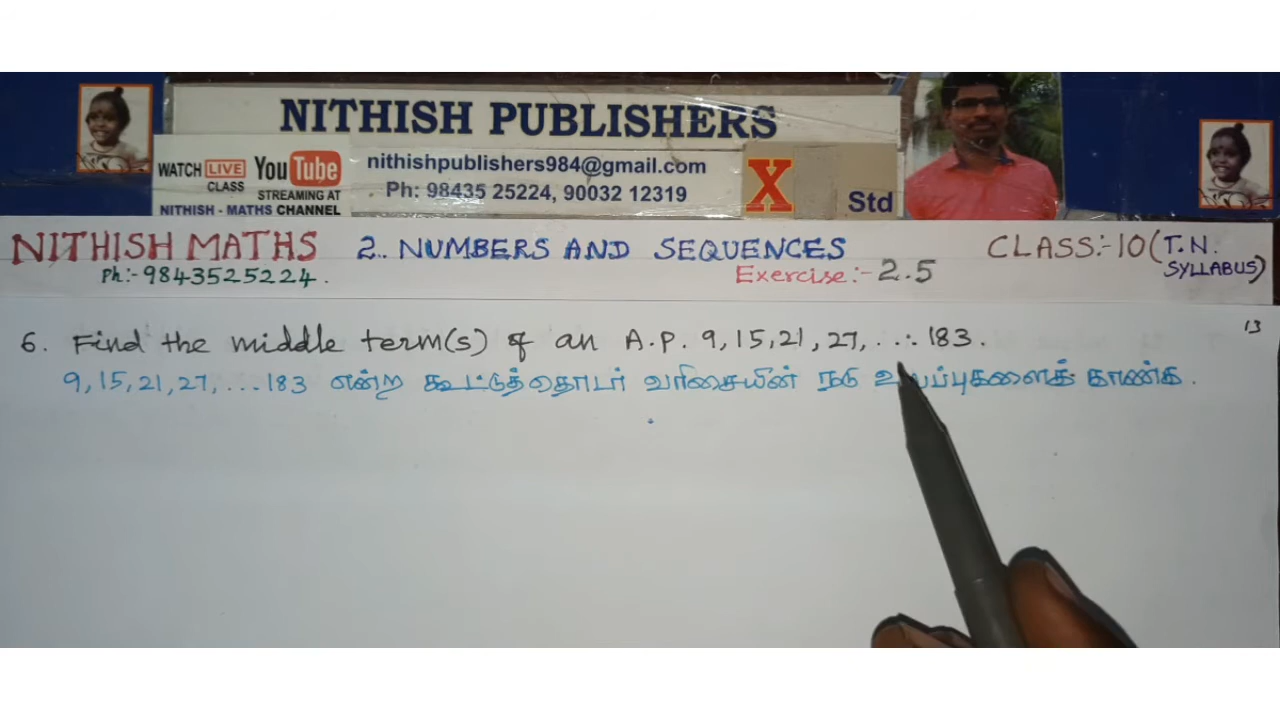 NITHISH PUBLISHERS
WATCH LIVE CLASS YouTube STREAMING AT
NITHISH - MATHS CHANNEL
nithishpublishers984@gmail.com
Ph: 98435 25224, 90032 12319
X Std
NITHISH MATHS
Ph:- 9843525224.
2.. NUMBERS AND SEQUENCES
Exercise:- 2.5
CLASS:-10 (T.N. SYLLABUS)
13
6. Find the middle term(s) of an A.P. 9, 15, 21, 27, ... 183.
9, 15, 21, 27, ... 183 என்ற கூட்டுத்தொடர் வரிசையின் நடு உறுப்புகளைக் காண்க.